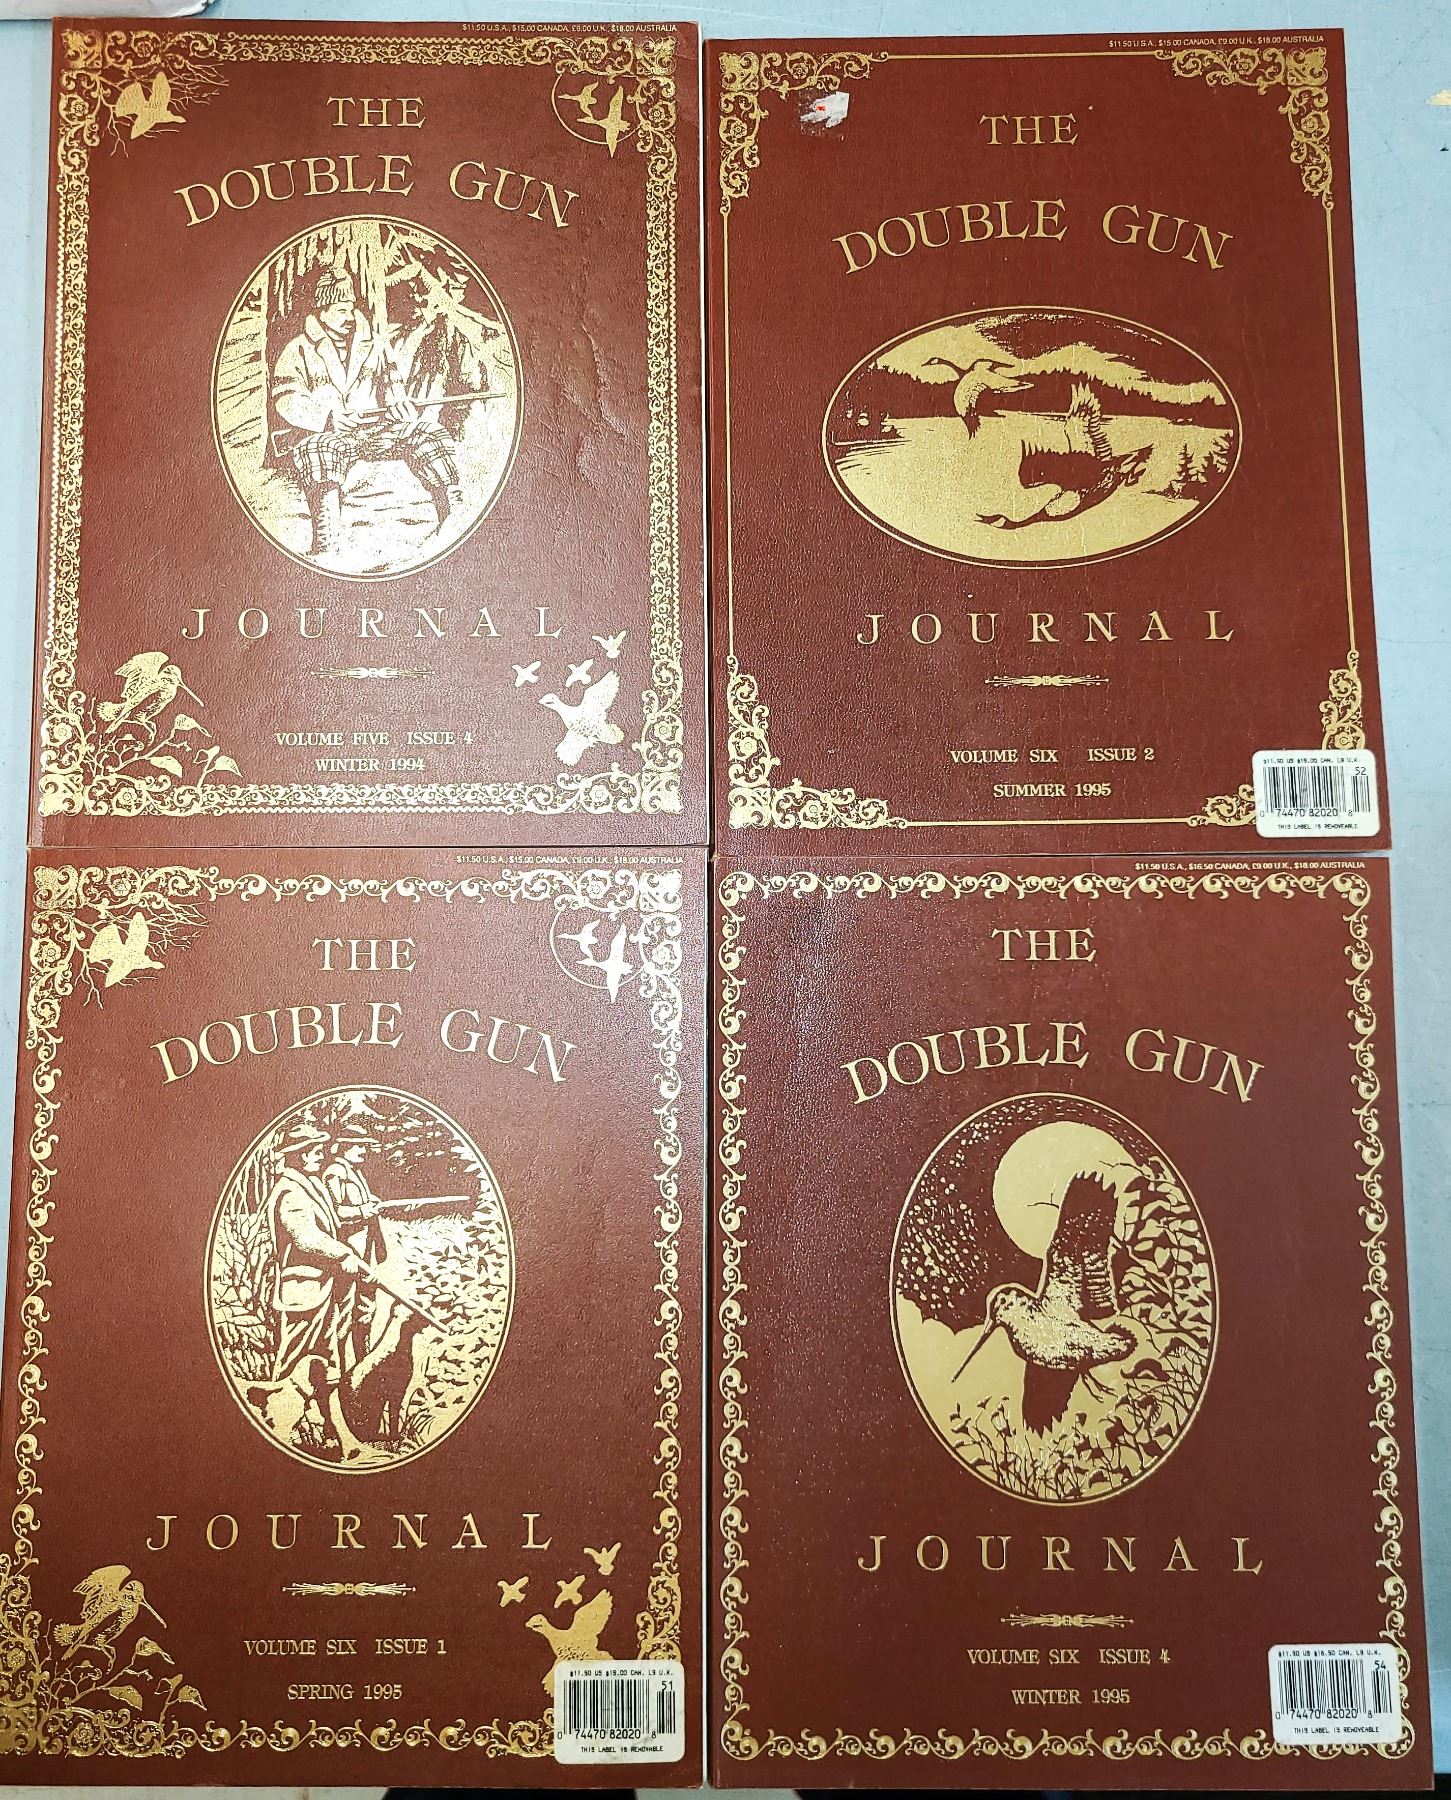 $11.50 U.S.A., $15.00 CANADA, £9.00 U.K., $18.00 AUSTRALIA
THE
DOUBLE GUN
JOURNAL
VOLUME FIVE ISSUE 4
WINTER 1994
$11.50 U.S.A., $15.00 CANADA, £9.00 U.K., $18.00 AUSTRALIA
THE
DOUBLE GUN
JOURNAL
VOLUME SIX ISSUE 2
SUMMER 1995
$11.50 US $15.00 CAN. L9 U.K.
52
0 74470 82020 8
THIS LABEL IS REMOVEABLE
$11.50 U.S.A., $15.00 CANADA, £9.00 U.K., $18.00 AUSTRALIA
THE
DOUBLE GUN
JOURNAL
VOLUME SIX ISSUE 1
SPRING 1995
$11.50 US $15.00 CAN. L9 U.K.
51
0 74470 82020 8
THIS LABEL IS REMOVEABLE
$11.50 U.S.A., $16.50 CANADA, £9.00 U.K., $18.00 AUSTRALIA
THE
DOUBLE GUN
JOURNAL
VOLUME SIX ISSUE 4
WINTER 1995
$11.50 US $16.50 CAN. L9 U.K.
54
0 74470 82020 8
THIS LABEL IS REMOVEABLE